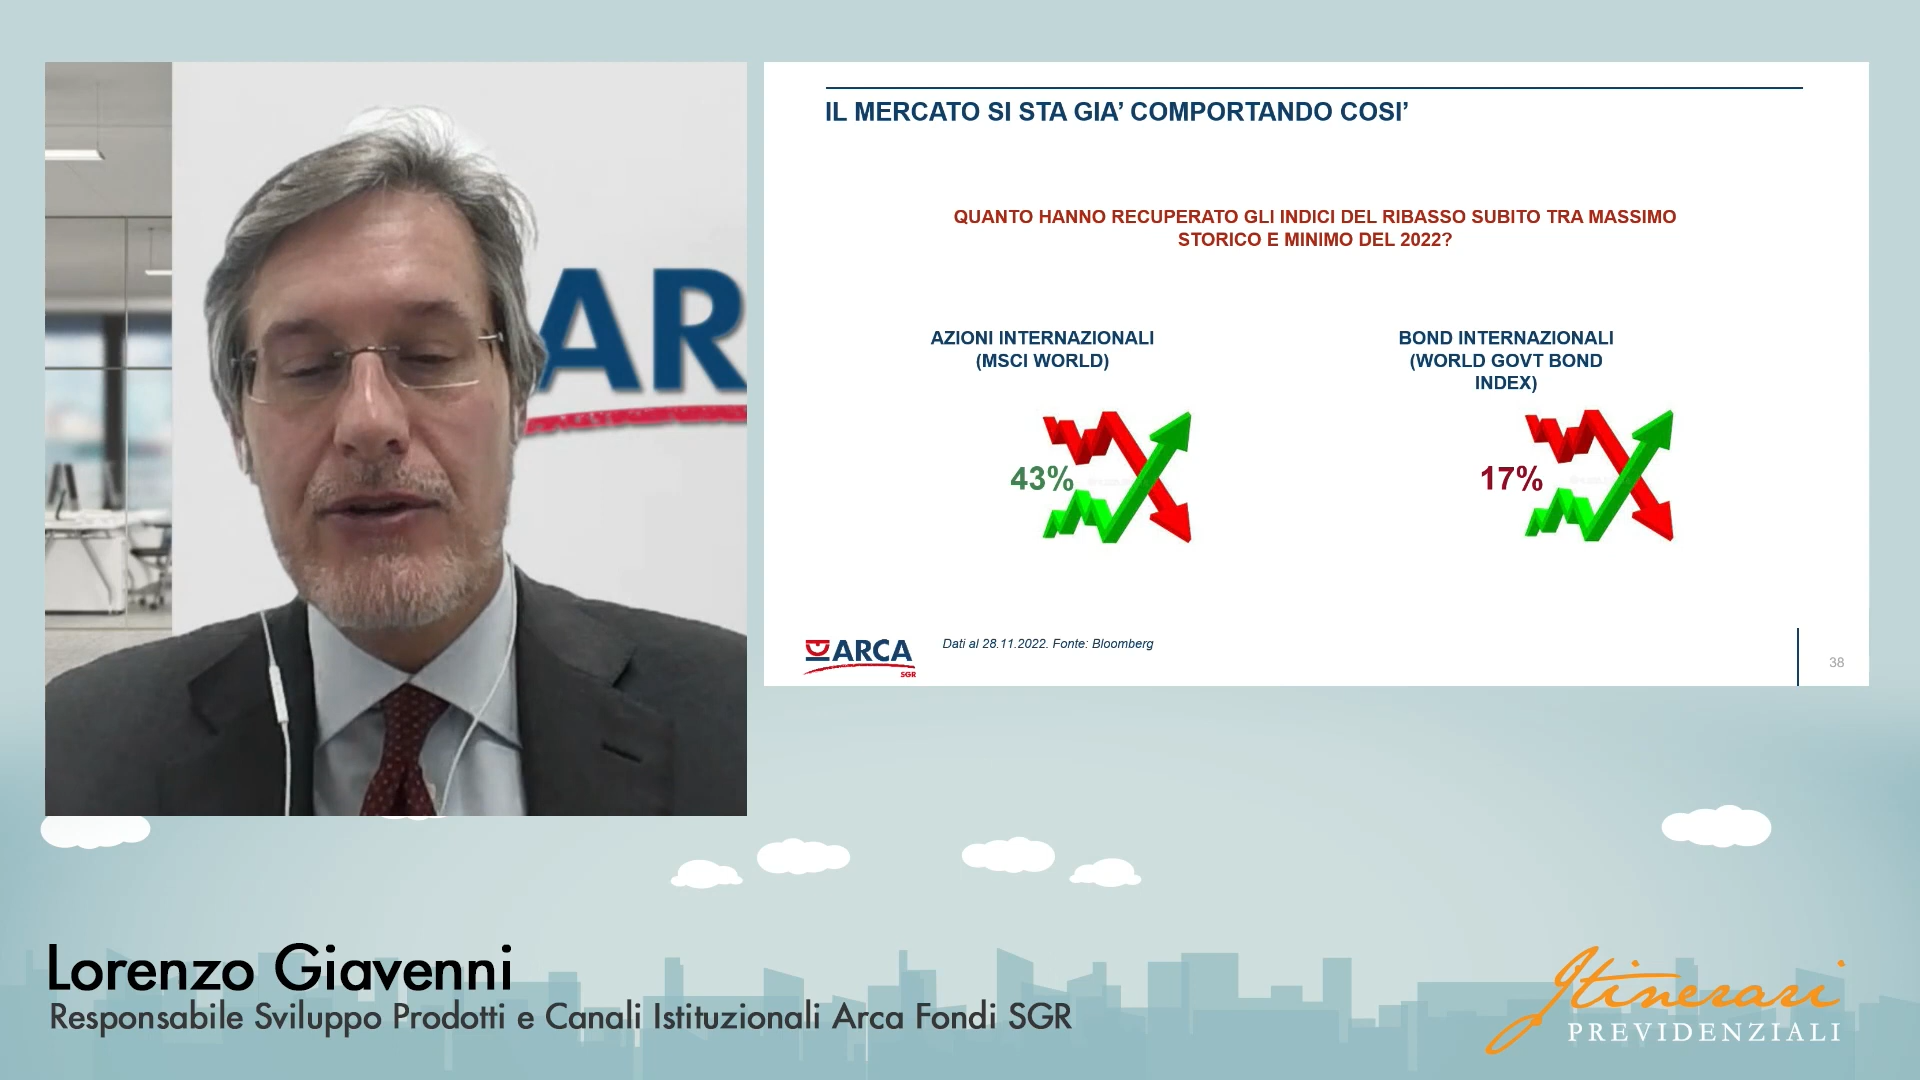 AR
IL MERCATO SI STA GIA’ COMPORTANDO COSI’
QUANTO HANNO RECUPERATO GLI INDICI DEL RIBASSO SUBITO TRA MASSIMO
STORICO E MINIMO DEL 2022?
AZIONI INTERNAZIONALI
(MSCI WORLD)
43%
BOND INTERNAZIONALI
(WORLD GOVT BOND
INDEX)
17%
ARCA
SGR
Dati al 28.11.2022. Fonte: Bloomberg
38
Lorenzo Giavenni
Responsabile Sviluppo Prodotti e Canali Istituzionali Arca Fondi SGR
Itinerari
PREVIDENZIALI